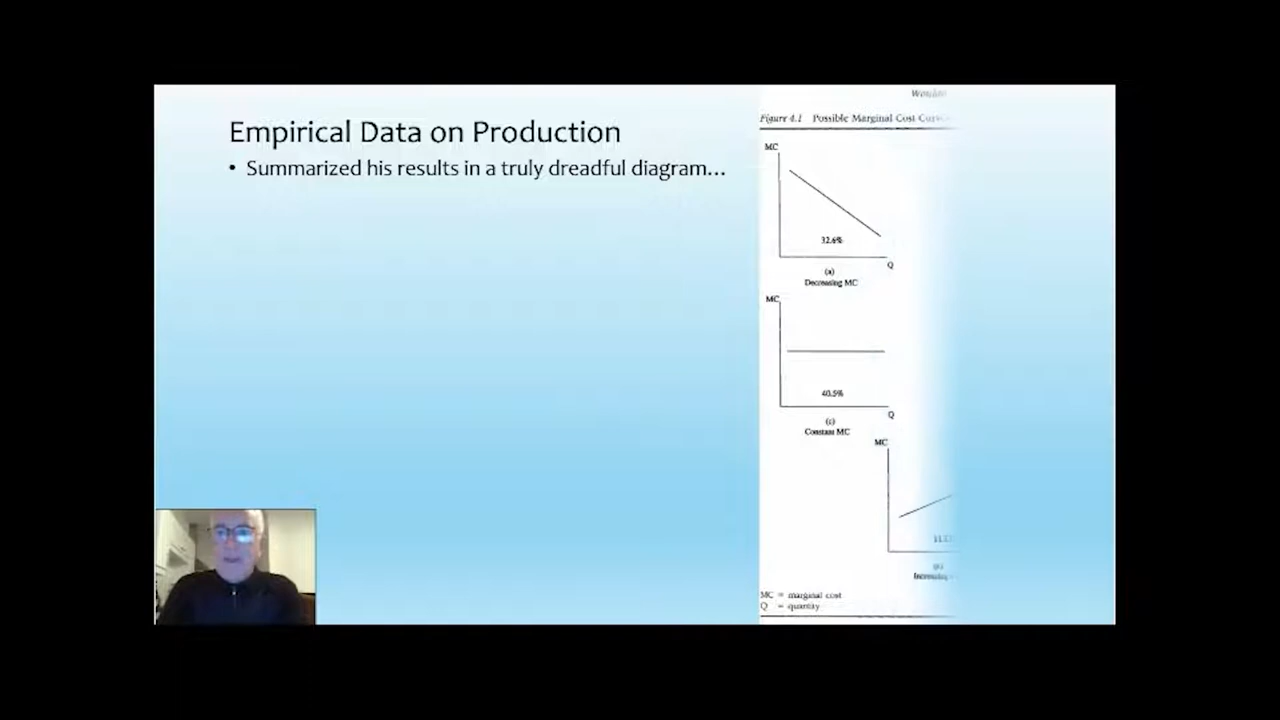 Empirical Data on Production
• Summarized his results in a truly dreadful diagram…
Figure 4.1 Possible Marginal Cost
MC
32.6%
Q
(a)
Decreasing MC
MC
40.5%
Q
(c)
Constant MC
MC
Increasing
MC = marginal cost
Q = quantity